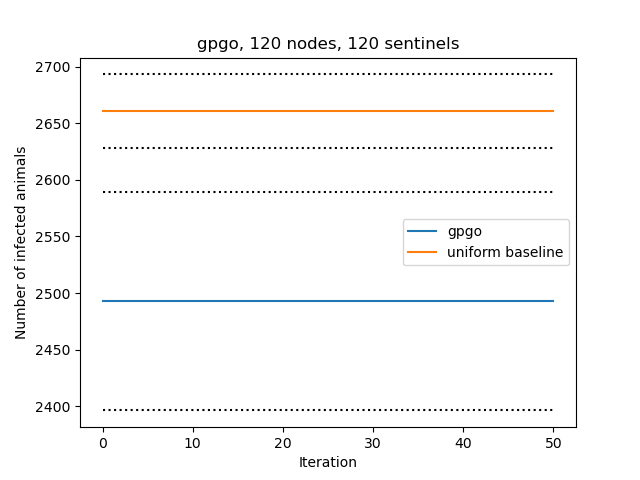 gpgo, 120 nodes, 120 sentinels
2700
2650
2600
2550
2500
2450
2400
Number of infected animals
gpgo
uniform baseline
0 10 20 30 40 50
Iteration